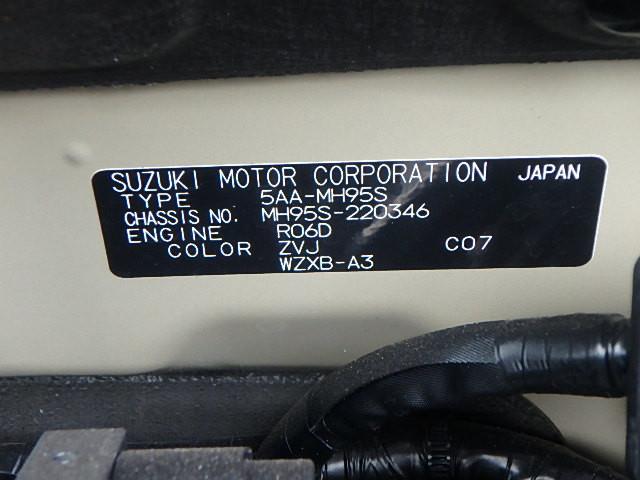 SUZUKI MOTOR CORPORATION JAPAN
TYPE 5AA-MH95S
CHASSIS NO. MH95S-220346
ENGINE R06D
COLOR ZVJ C07
WZXB-A3